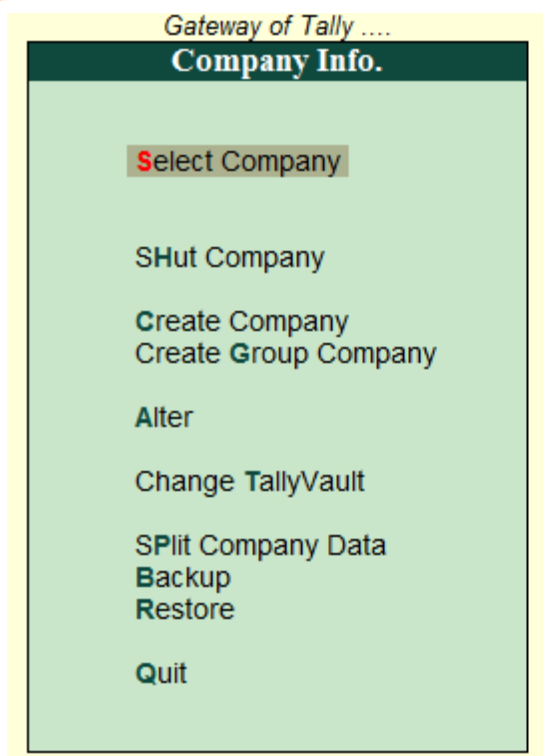 Gateway of Tally ....
Company Info.
Select Company
SHut Company
Create Company
Create Group Company
Alter
Change TallyVault
SPlit Company Data
Backup
Restore
Quit